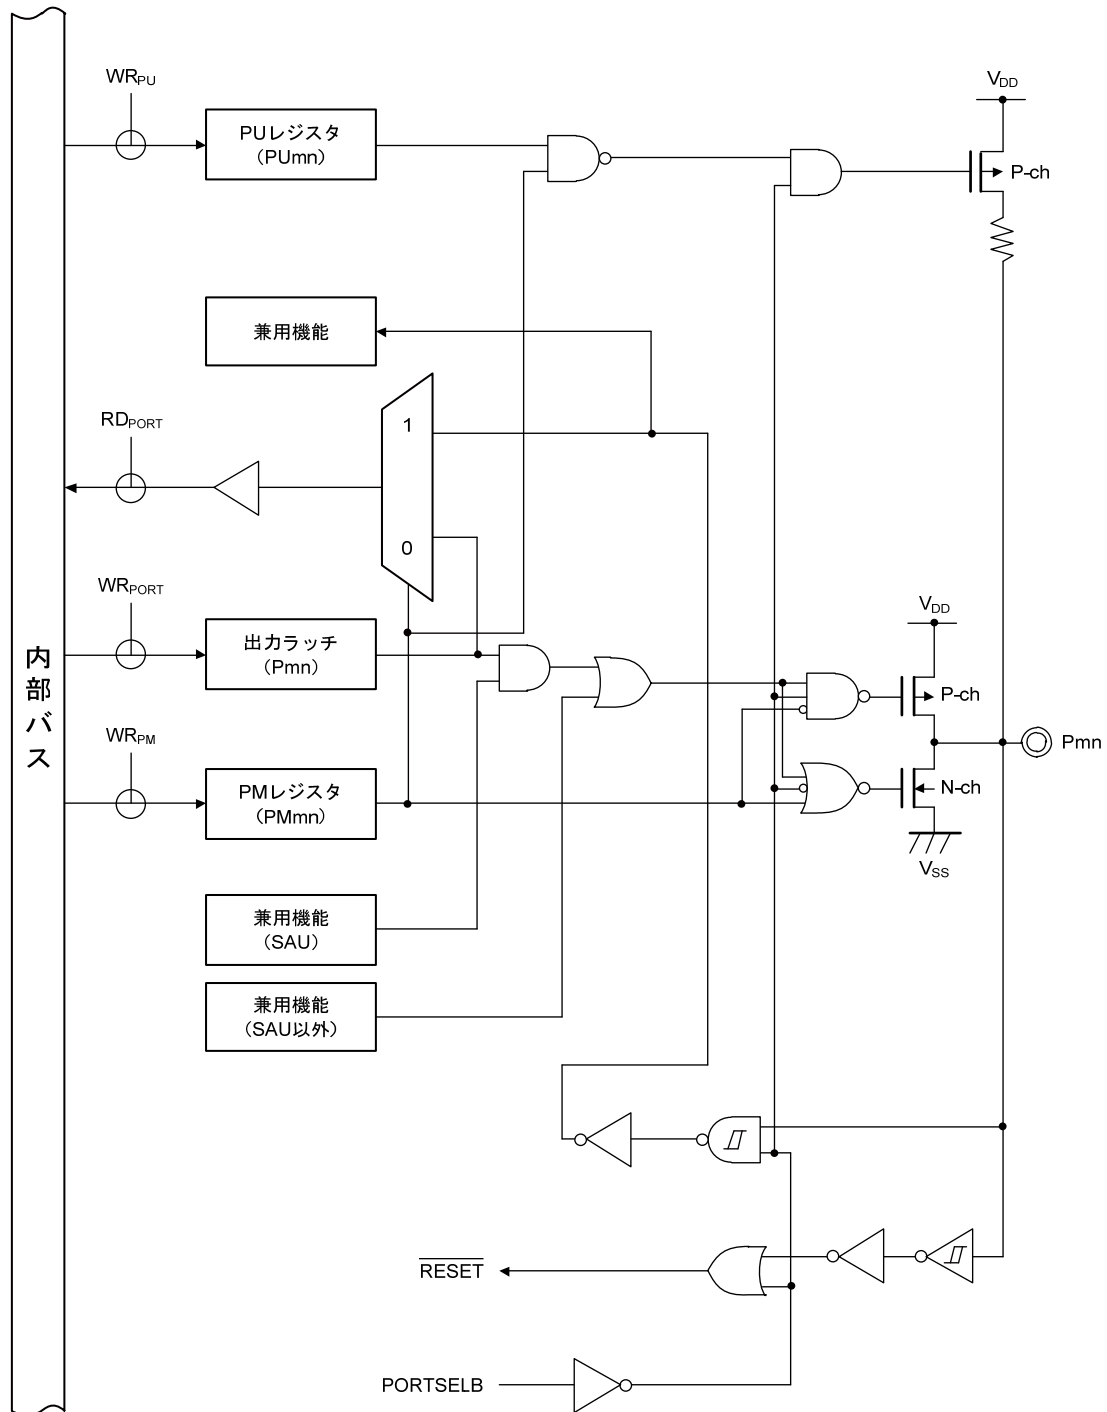 WRPU
PUレジスタ
(PUmn)
VDD
P-ch
兼用機能
RDPORT
1
0
WRPORT
出力ラッチ
(Pmn)
内部バス
VDD
P-ch
Pmn
WRPM
PMレジスタ
(PMmn)
N-ch
VSS
兼用機能
(SAU)
兼用機能
(SAU以外)
RESET
PORTSELB